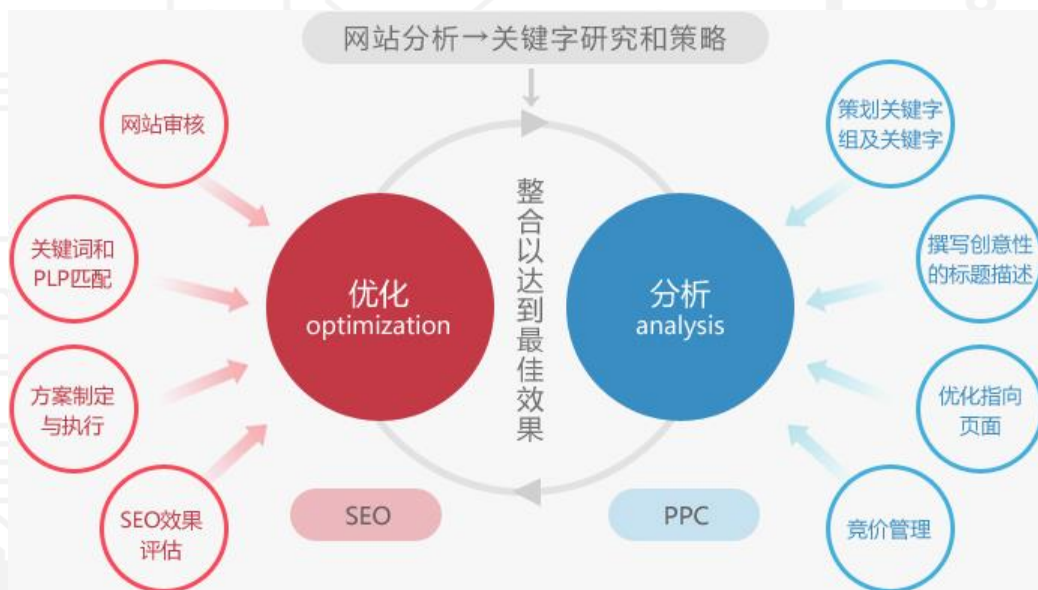 网站分析→关键字研究和策略
网站审核
关键词和
PLP匹配
方案制定
与执行
SEO效果
评估
优化
optimization
SEO
整合以达到最佳效果
分析
analysis
PPC
策划关键字
组及关键字
撰写创意性
的标题描述
优化指向
页面
竞价管理